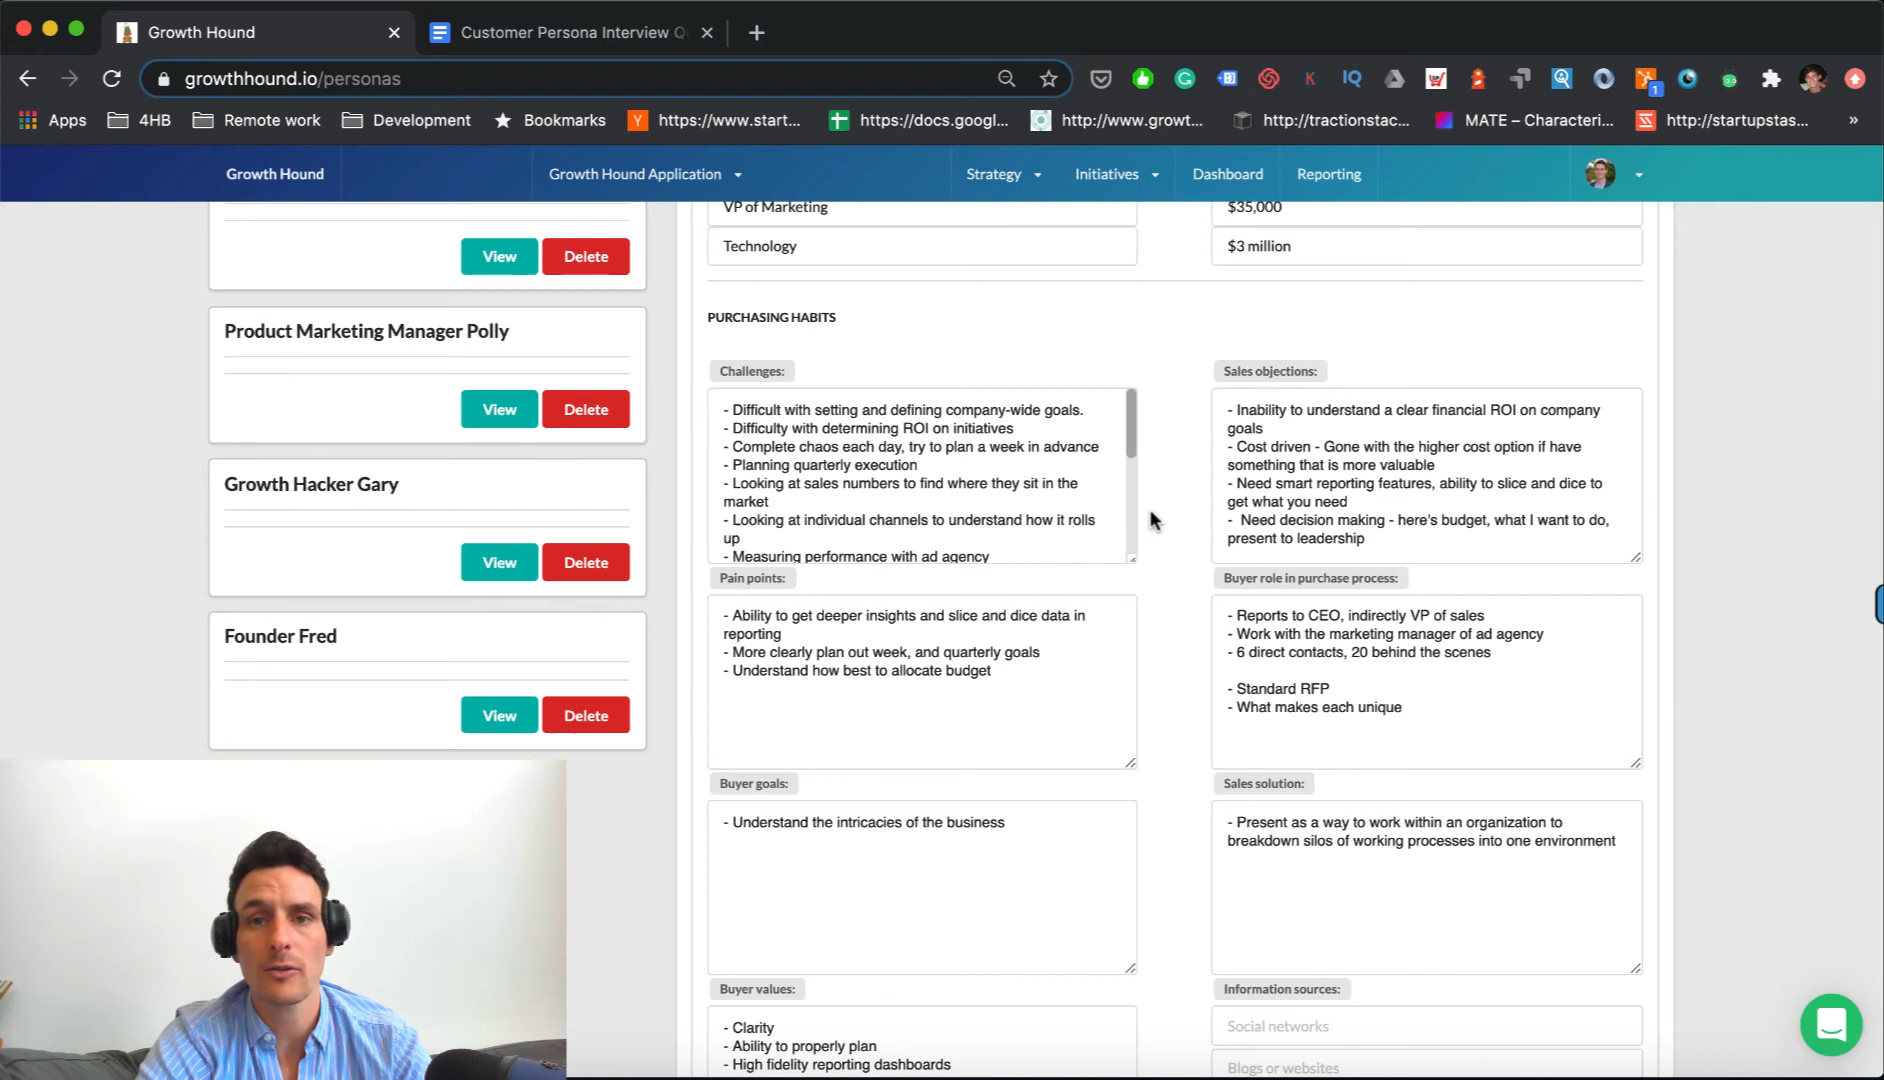 Growth Hound
Customer Persona Interview Q
growthhound.io/personas
K
IQ
1
Apps
4HB
Remote work
Development
Bookmarks
Y
https://www.start...
https://docs.googl...
http://www.growt...
http://tractionstac...
MATE – Characteri...
http://startupstas...
»
Growth Hound
Growth Hound Application
Strategy
Initiatives
Dashboard
Reporting
View
Delete
Product Marketing Manager Polly
View
Delete
Growth Hacker Gary
View
Delete
Founder Fred
View
Delete
VP of Marketing
$35,000
Technology
$3 million
PURCHASING HABITS
Challenges:
- Difficult with setting and defining company-wide goals.
- Difficulty with determining ROI on initiatives
- Complete chaos each day, try to plan a week in advance
- Planning quarterly execution
- Looking at sales numbers to find where they sit in the
market
- Looking at individual channels to understand how it rolls
up
- Measuring performance with ad agency
Sales objections:
- Inability to understand a clear financial ROI on company
goals
- Cost driven - Gone with the higher cost option if have
something that is more valuable
- Need smart reporting features, ability to slice and dice to
get what you need
- Need decision making - here's budget, what I want to do,
present to leadership
Pain points:
- Ability to get deeper insights and slice and dice data in
reporting
- More clearly plan out week, and quarterly goals
- Understand how best to allocate budget
Buyer role in purchase process:
- Reports to CEO, indirectly VP of sales
- Work with the marketing manager of ad agency
- 6 direct contacts, 20 behind the scenes
- Standard RFP
- What makes each unique
Buyer goals:
- Understand the intricacies of the business
Sales solution:
- Present as a way to work within an organization to
breakdown silos of working processes into one environment
Buyer values:
- Clarity
- Ability to properly plan
- High fidelity reporting dashboards
Information sources:
Social networks
Blogs or websites